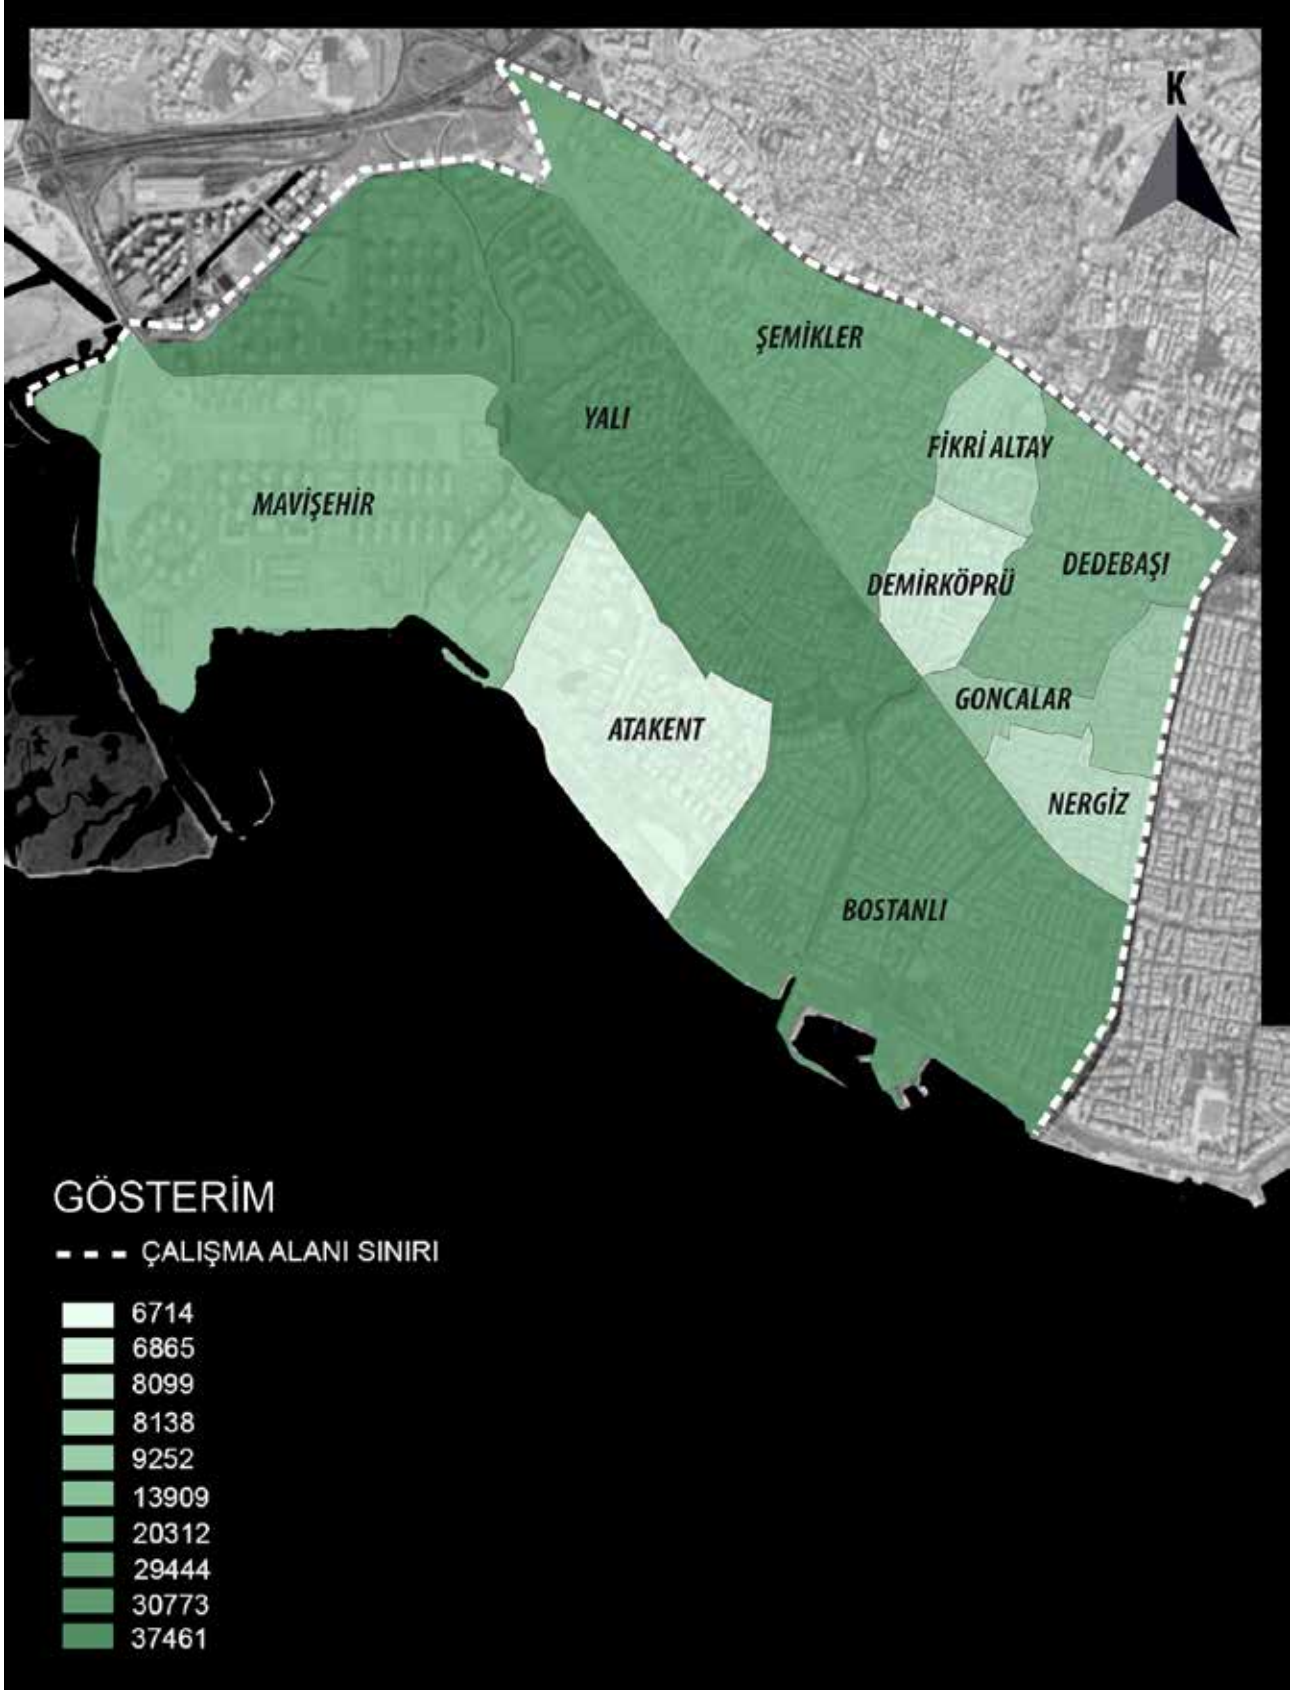 K
ŞEMİKLER
YALI
FİKRİ ALTAY
MAVİŞEHİR
DEDEBAŞI
DEMİRKÖPRÜ
GONCALAR
ATAKENT
NERGİZ
BOSTANLI
GÖSTERİM
ÇALIŞMA ALANI SINIRI
6714
6865
8099
8138
9252
13909
20312
29444
30773
37461